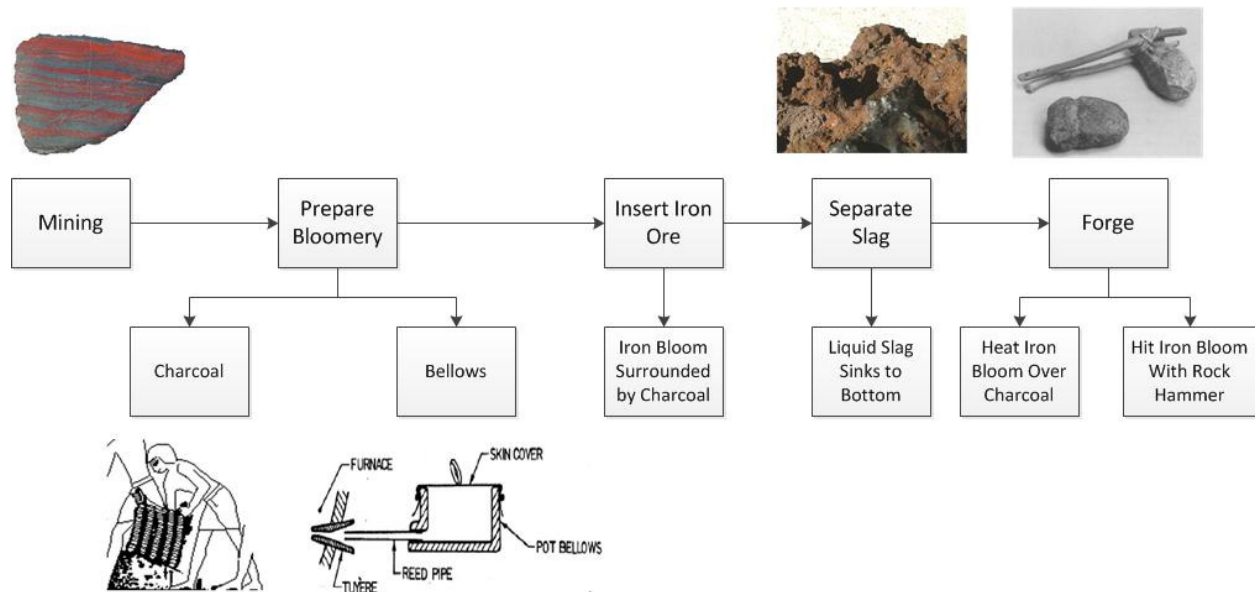 Mining
Prepare
Bloomery
Insert Iron
Ore
Separate
Slag
Forge
Charcoal
Bellows
Iron Bloom
Surrounded
by Charcoal
Liquid Slag
Sinks to
Bottom
Heat Iron
Bloom Over
Charcoal
Hit Iron Bloom
With Rock
Hammer
FURNACE
SKIN COVER
POT BELLOWS
REED PIPE
TUYÈRE